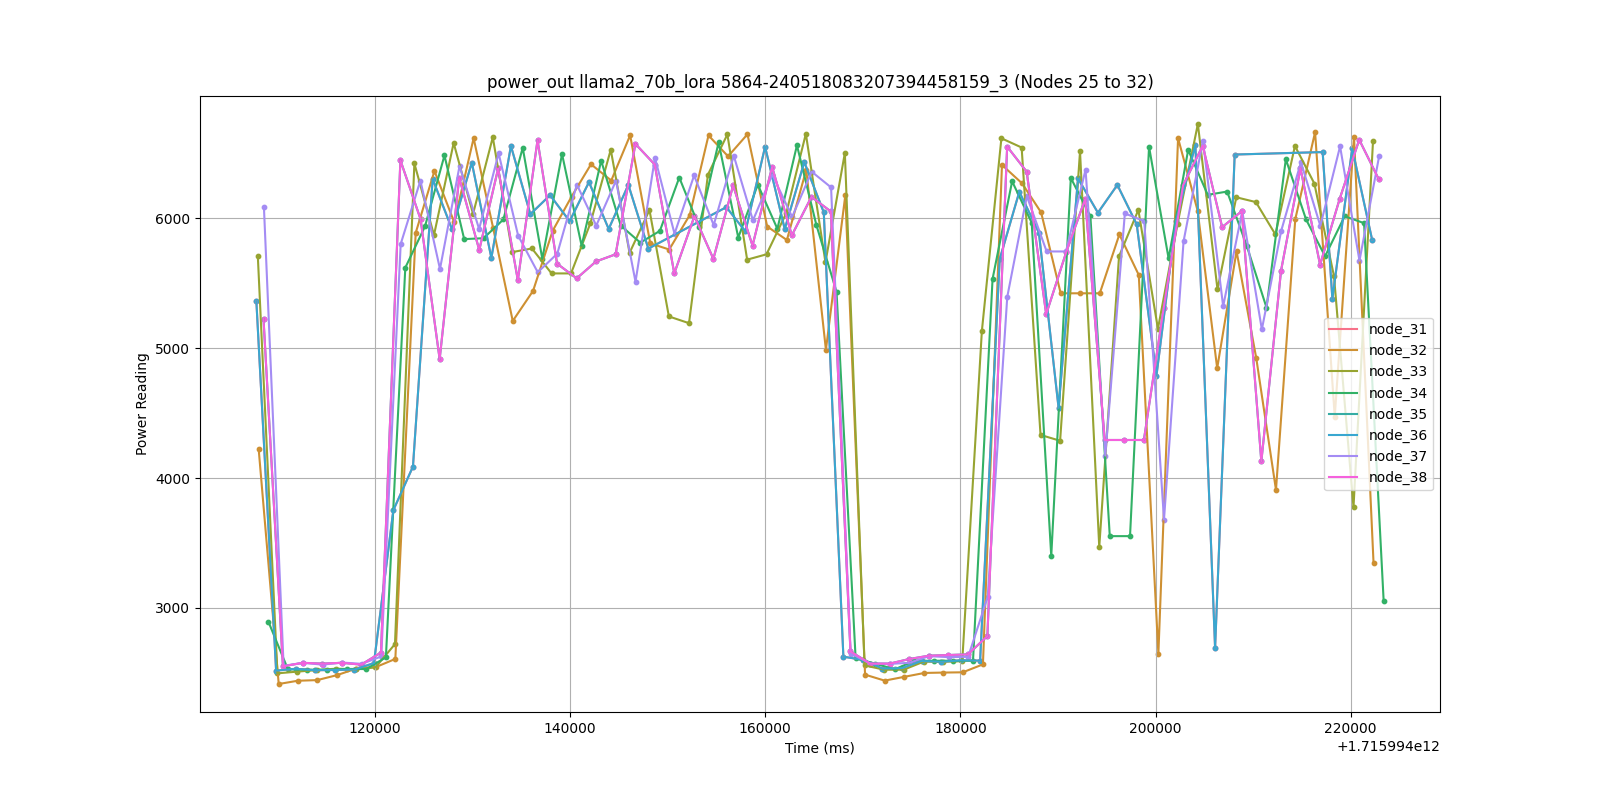 power_out llama2_70b_lora 5864-240518083207394458159_3 (Nodes 25 to 32)
Power Reading
6000
5000
4000
3000
node_31
node_32
node_33
node_34
node_35
node_36
node_37
node_38
120000 140000 160000 180000 200000 220000
Time (ms)
+1.715994e12